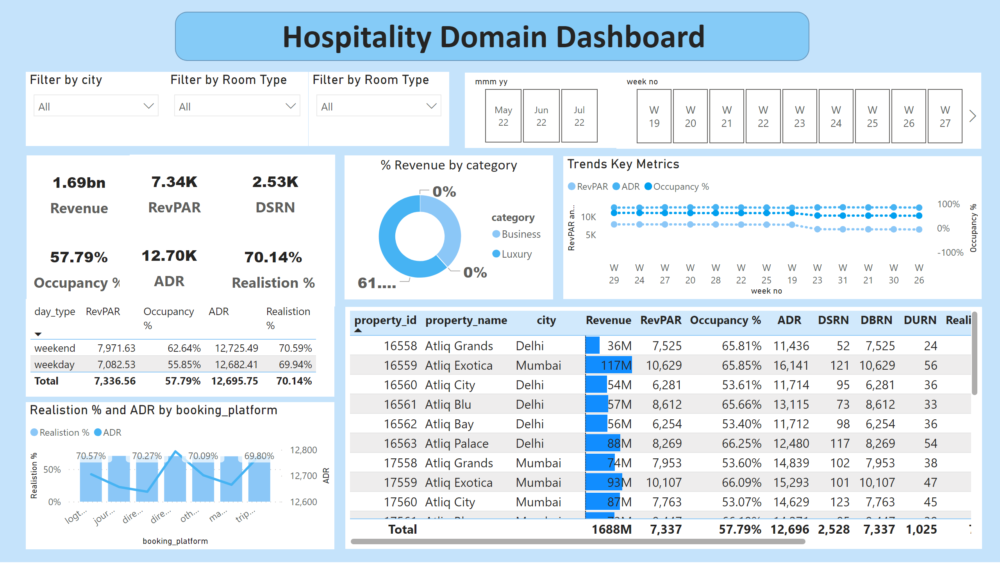 Hospitality Domain Dashboard
Filter by city
All
Filter by Room Type
All
Filter by Room Type
All
mmm yy
May 22
Jun 22
Jul 22
week no
W 19
W 20
W 21
W 22
W 23
W 24
W 25
W 26
W 27
1.69bn
Revenue
7.34K
RevPAR
2.53K
DSRN
57.79%
Occupancy %
12.70K
ADR
70.14%
Realistion %
day_type RevPAR Occupancy % ADR Realistion %
weekend 7,971.63 62.64% 12,725.49 70.59%
weekday 7,082.53 55.85% 12,682.41 69.94%
Total 7,336.56 57.79% 12,695.75 70.14%
% Revenue by category
0%
0%
61....
category
Business
Luxury
Trends Key Metrics
RevPAR ADR Occupancy %
RevPAR an...
10K
5K
100%
0%
-100%
Occupancy %
W 29
W 24
W 27
W 20
W 28
W 22
W 25
W 19
W 23
W 31
W 21
W 30
W 26
week no
Realistion % and ADR by booking_platform
Realistion % ADR
Realistion %
50%
0%
70.57% 70.27% 70.09% 69.80%
12,800
12,700
12,600
ADR
logt... jour... dire... dire... oth... ma... trip...
booking_platform
property_id property_name city Revenue RevPAR Occupancy % ADR DSRN DBRN DURN Reali
16558 Atliq Grands Delhi 36M 7,525 65.81% 11,436 52 7,525 24
16559 Atliq Exotica Mumbai 117M 10,629 65.85% 16,141 121 10,629 56
16560 Atliq City Delhi 54M 6,281 53.61% 11,714 95 6,281 36
16561 Atliq Blu Delhi 57M 8,612 65.66% 13,115 73 8,612 33
16562 Atliq Bay Delhi 56M 6,254 53.40% 11,712 98 6,254 36
16563 Atliq Palace Delhi 88M 8,269 66.25% 12,480 117 8,269 54
17558 Atliq Grands Mumbai 74M 7,953 53.60% 14,839 102 7,953 38
17559 Atliq Exotica Mumbai 93M 10,107 66.09% 15,293 101 10,107 47
17560 Atliq City Mumbai 87M 7,763 53.07% 14,629 123 7,763 45
Total 1688M 7,337 57.79% 12,696 2,528 7,337 1,025